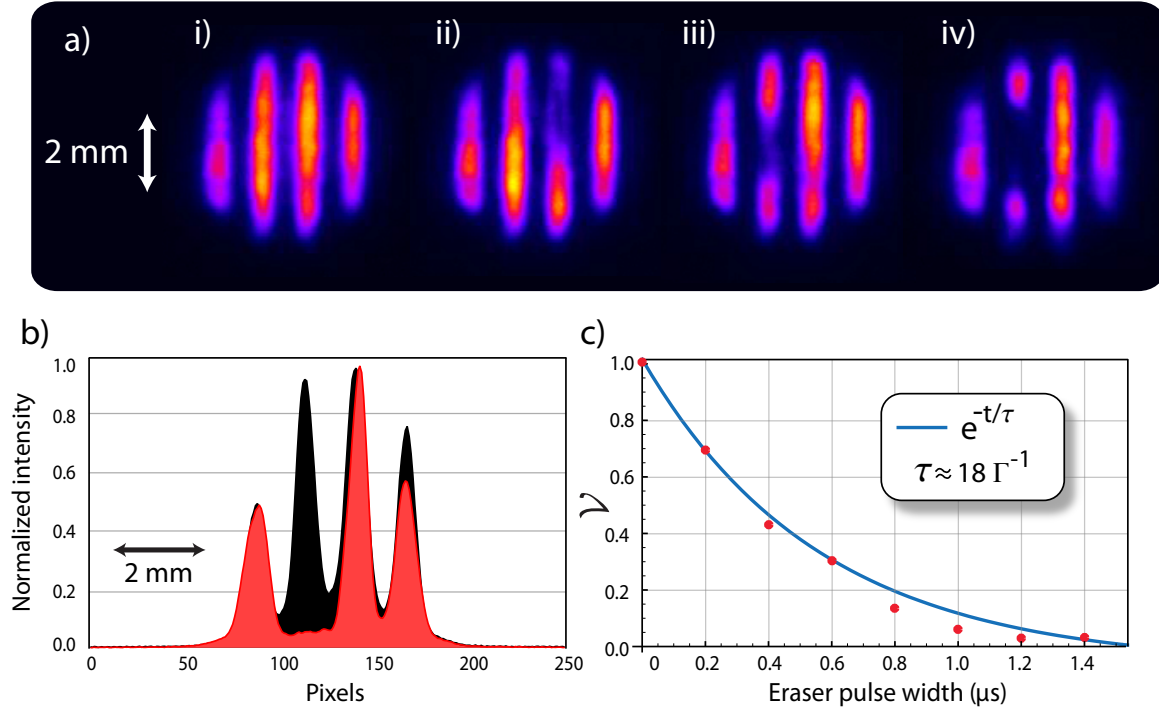 a) i) ii) iii) iv)
2 mm
b)
1.0
0.8
0.6
0.4
0.2
0.0
Normalized intensity
2 mm
0 50 100 150 200 250
Pixels
c)
1.0
0.8
0.6
0.4
0.2
0.0
𝒱
e^{-t/τ}
τ ≈ 18 Γ^{-1}
0 0.2 0.4 0.6 0.8 1.0 1.2 1.4
Eraser pulse width (μs)